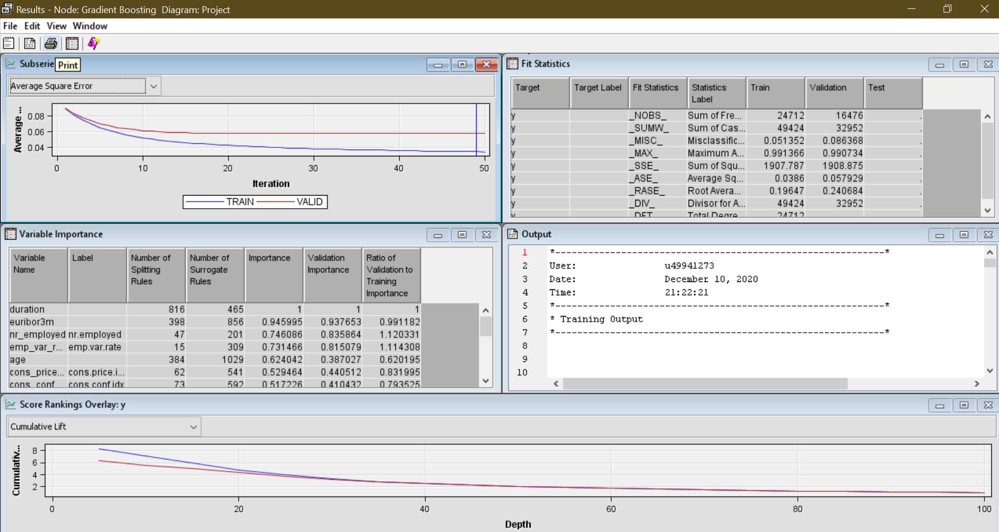 Results - Node: Gradient Boosting Diagram: Project
File Edit View Window
Subserie
Print
Average Square Error
Average ...
0.08
0.06
0.04
0 10 20 30 40 50
Iteration
TRAIN VALID
Fit Statistics
Target Target Label Fit Statistics Statistics Label Train Validation Test
y _NOBS_ Sum of Fre... 24712 16476 .
y _SUMW_ Sum of Cas... 49424 32952 .
y _MISC_ Misclassific... 0.051352 0.086368 .
y _MAX_ Maximum A... 0.991366 0.990734 .
y _SSE_ Sum of Squ... 1907.787 1908.875 .
y _ASE_ Average Sq... 0.0386 0.057929 .
y _RASE_ Root Avera... 0.19647 0.240684 .
y _DIV_ Divisor for A... 49424 32952 .
y _DFT_ Total Degre... 24712
Variable Importance
Variable Name Label Number of Splitting Rules Number of Surrogate Rules Importance Validation Importance Ratio of Validation to Training Importance
duration 816 465 1 1 1
euribor3m 398 856 0.945995 0.937653 0.991182
nr_employed nr.employed 47 201 0.746086 0.835864 1.120331
emp_var_r... emp.var.rate 15 309 0.731466 0.815079 1.114308
age 384 1029 0.624042 0.387027 0.620195
cons_price... cons.price.i... 62 541 0.529464 0.440512 0.831995
cons_conf... cons.conf.idx 73 592 0.517226 0.410432 0.793525
Output
1 *------------------------------------------------------------*
2 User: u49941273
3 Date: December 10, 2020
4 Time: 21:22:21
5 *------------------------------------------------------------*
6 * Training Output
7 *------------------------------------------------------------*
8
9
10
Score Rankings Overlay: y
Cumulative Lift
Cumulativ...
8
6
4
2
0 20 40 60 80 100
Depth